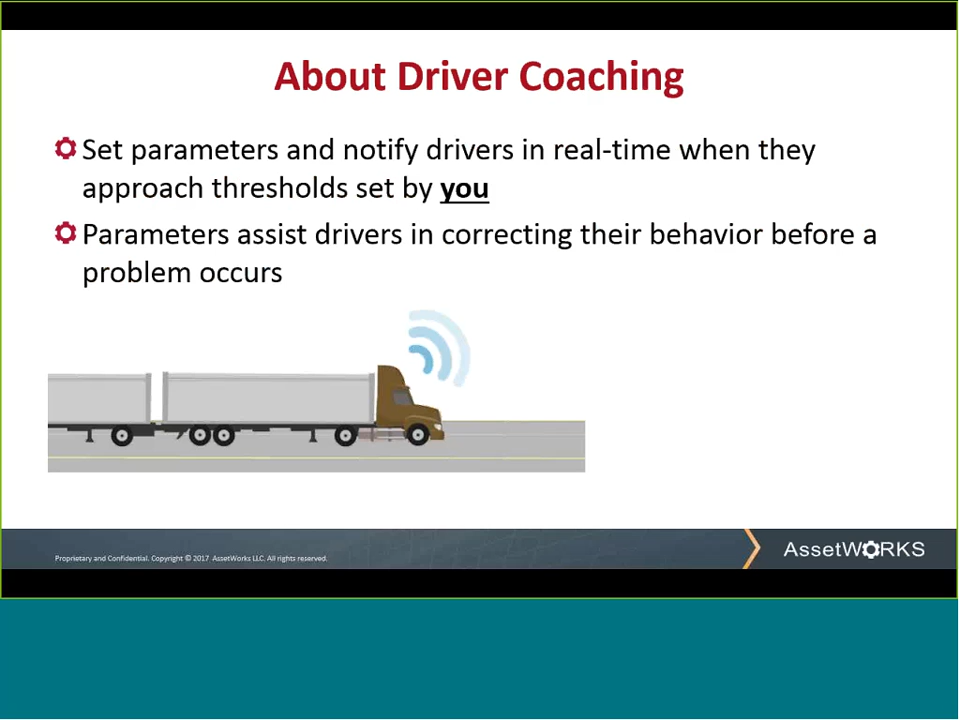 About Driver Coaching
Set parameters and notify drivers in real-time when they
approach thresholds set by you
Parameters assist drivers in correcting their behavior before a
problem occurs
Proprietary and Confidential. Copyright © 2017 AssetWorks LLC. All rights reserved.
AssetWORKS